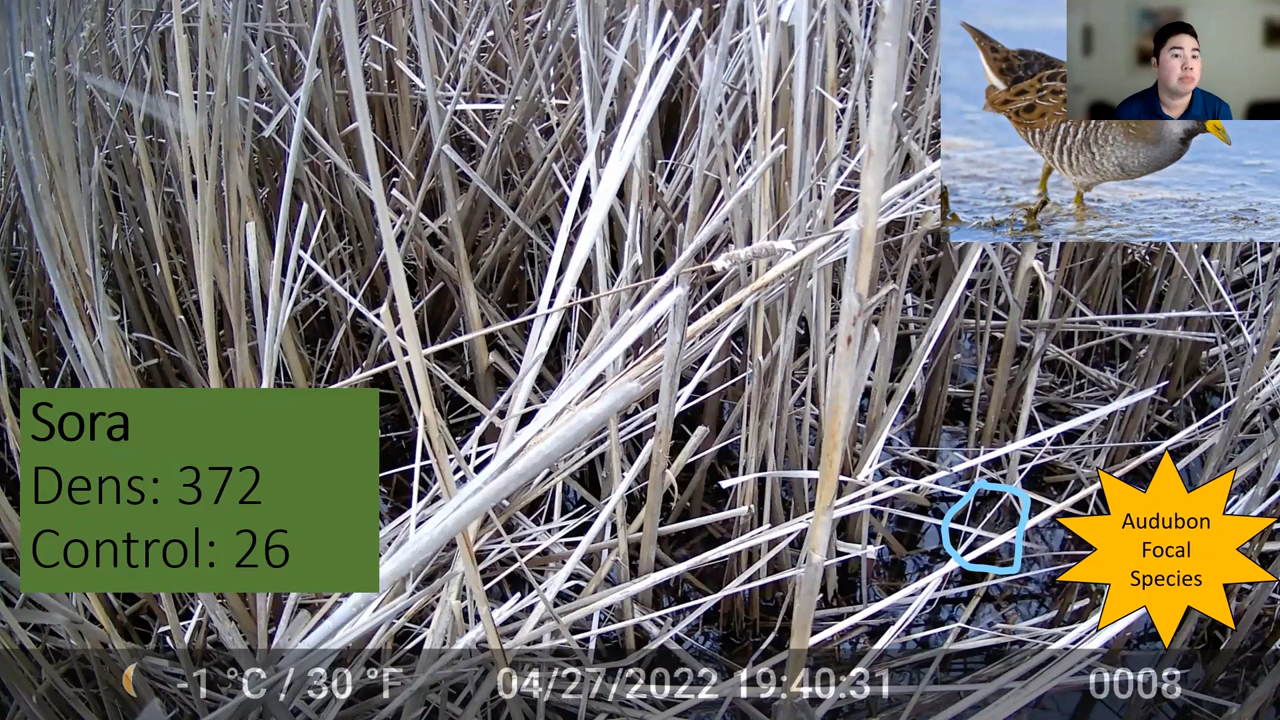 Sora
Dens: 372
Control: 26
Audubon
Focal
Species
-1 °C / 30 °F 04/27/2022 19:40:31 0008